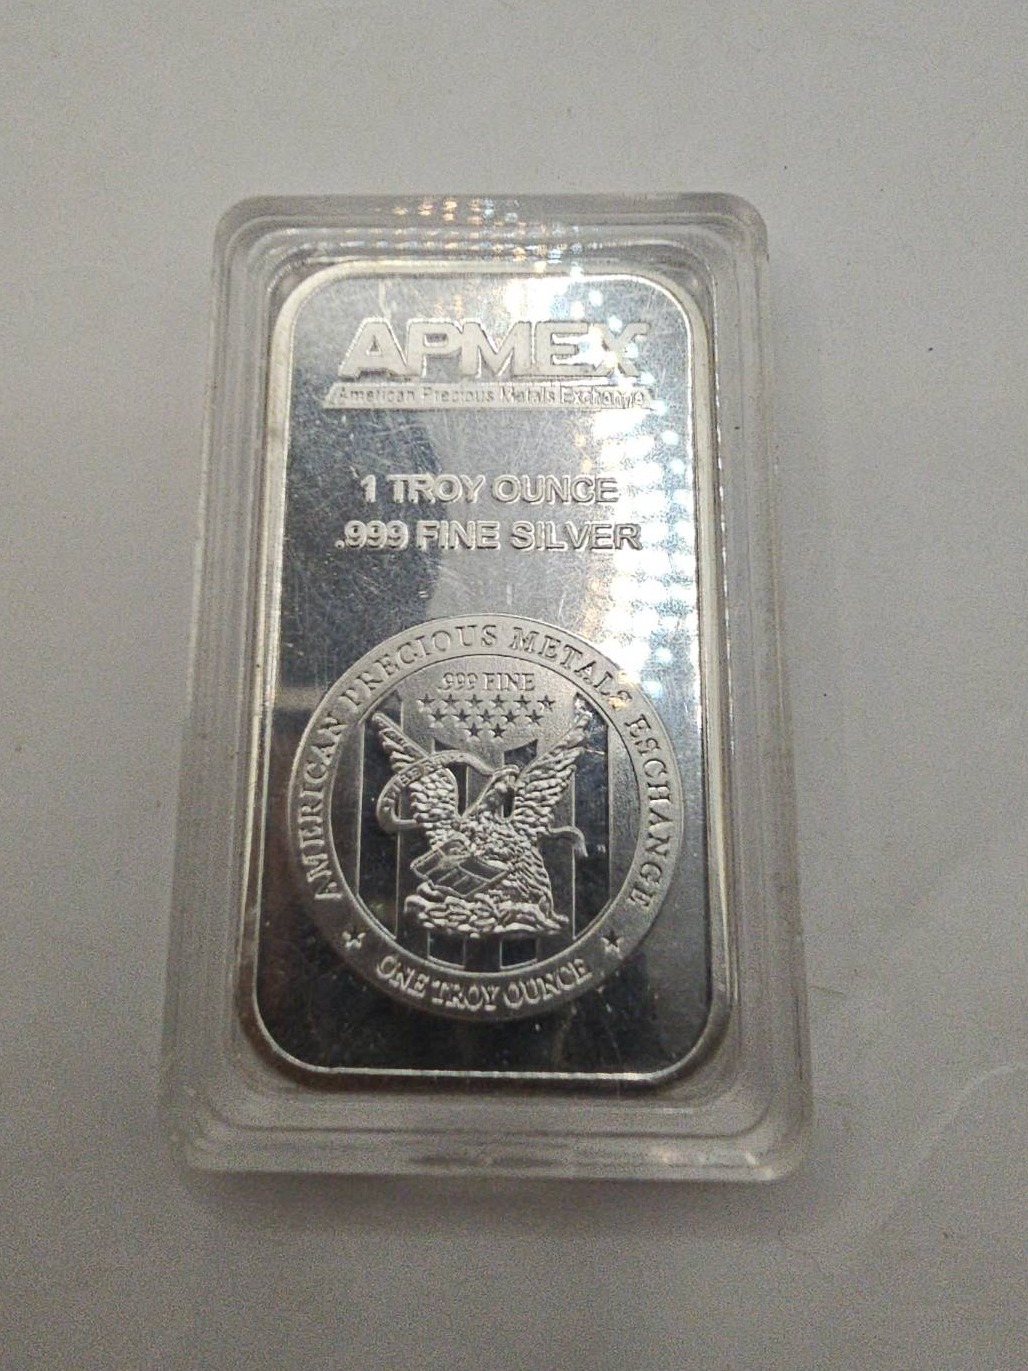 APMEX
American Precious Metals Exchange
1 TROY OUNCE
.999 FINE SILVER
AMERICAN PRECIOUS METALS ESCHANGE
.999 FINE
ONE TROY OUNCE